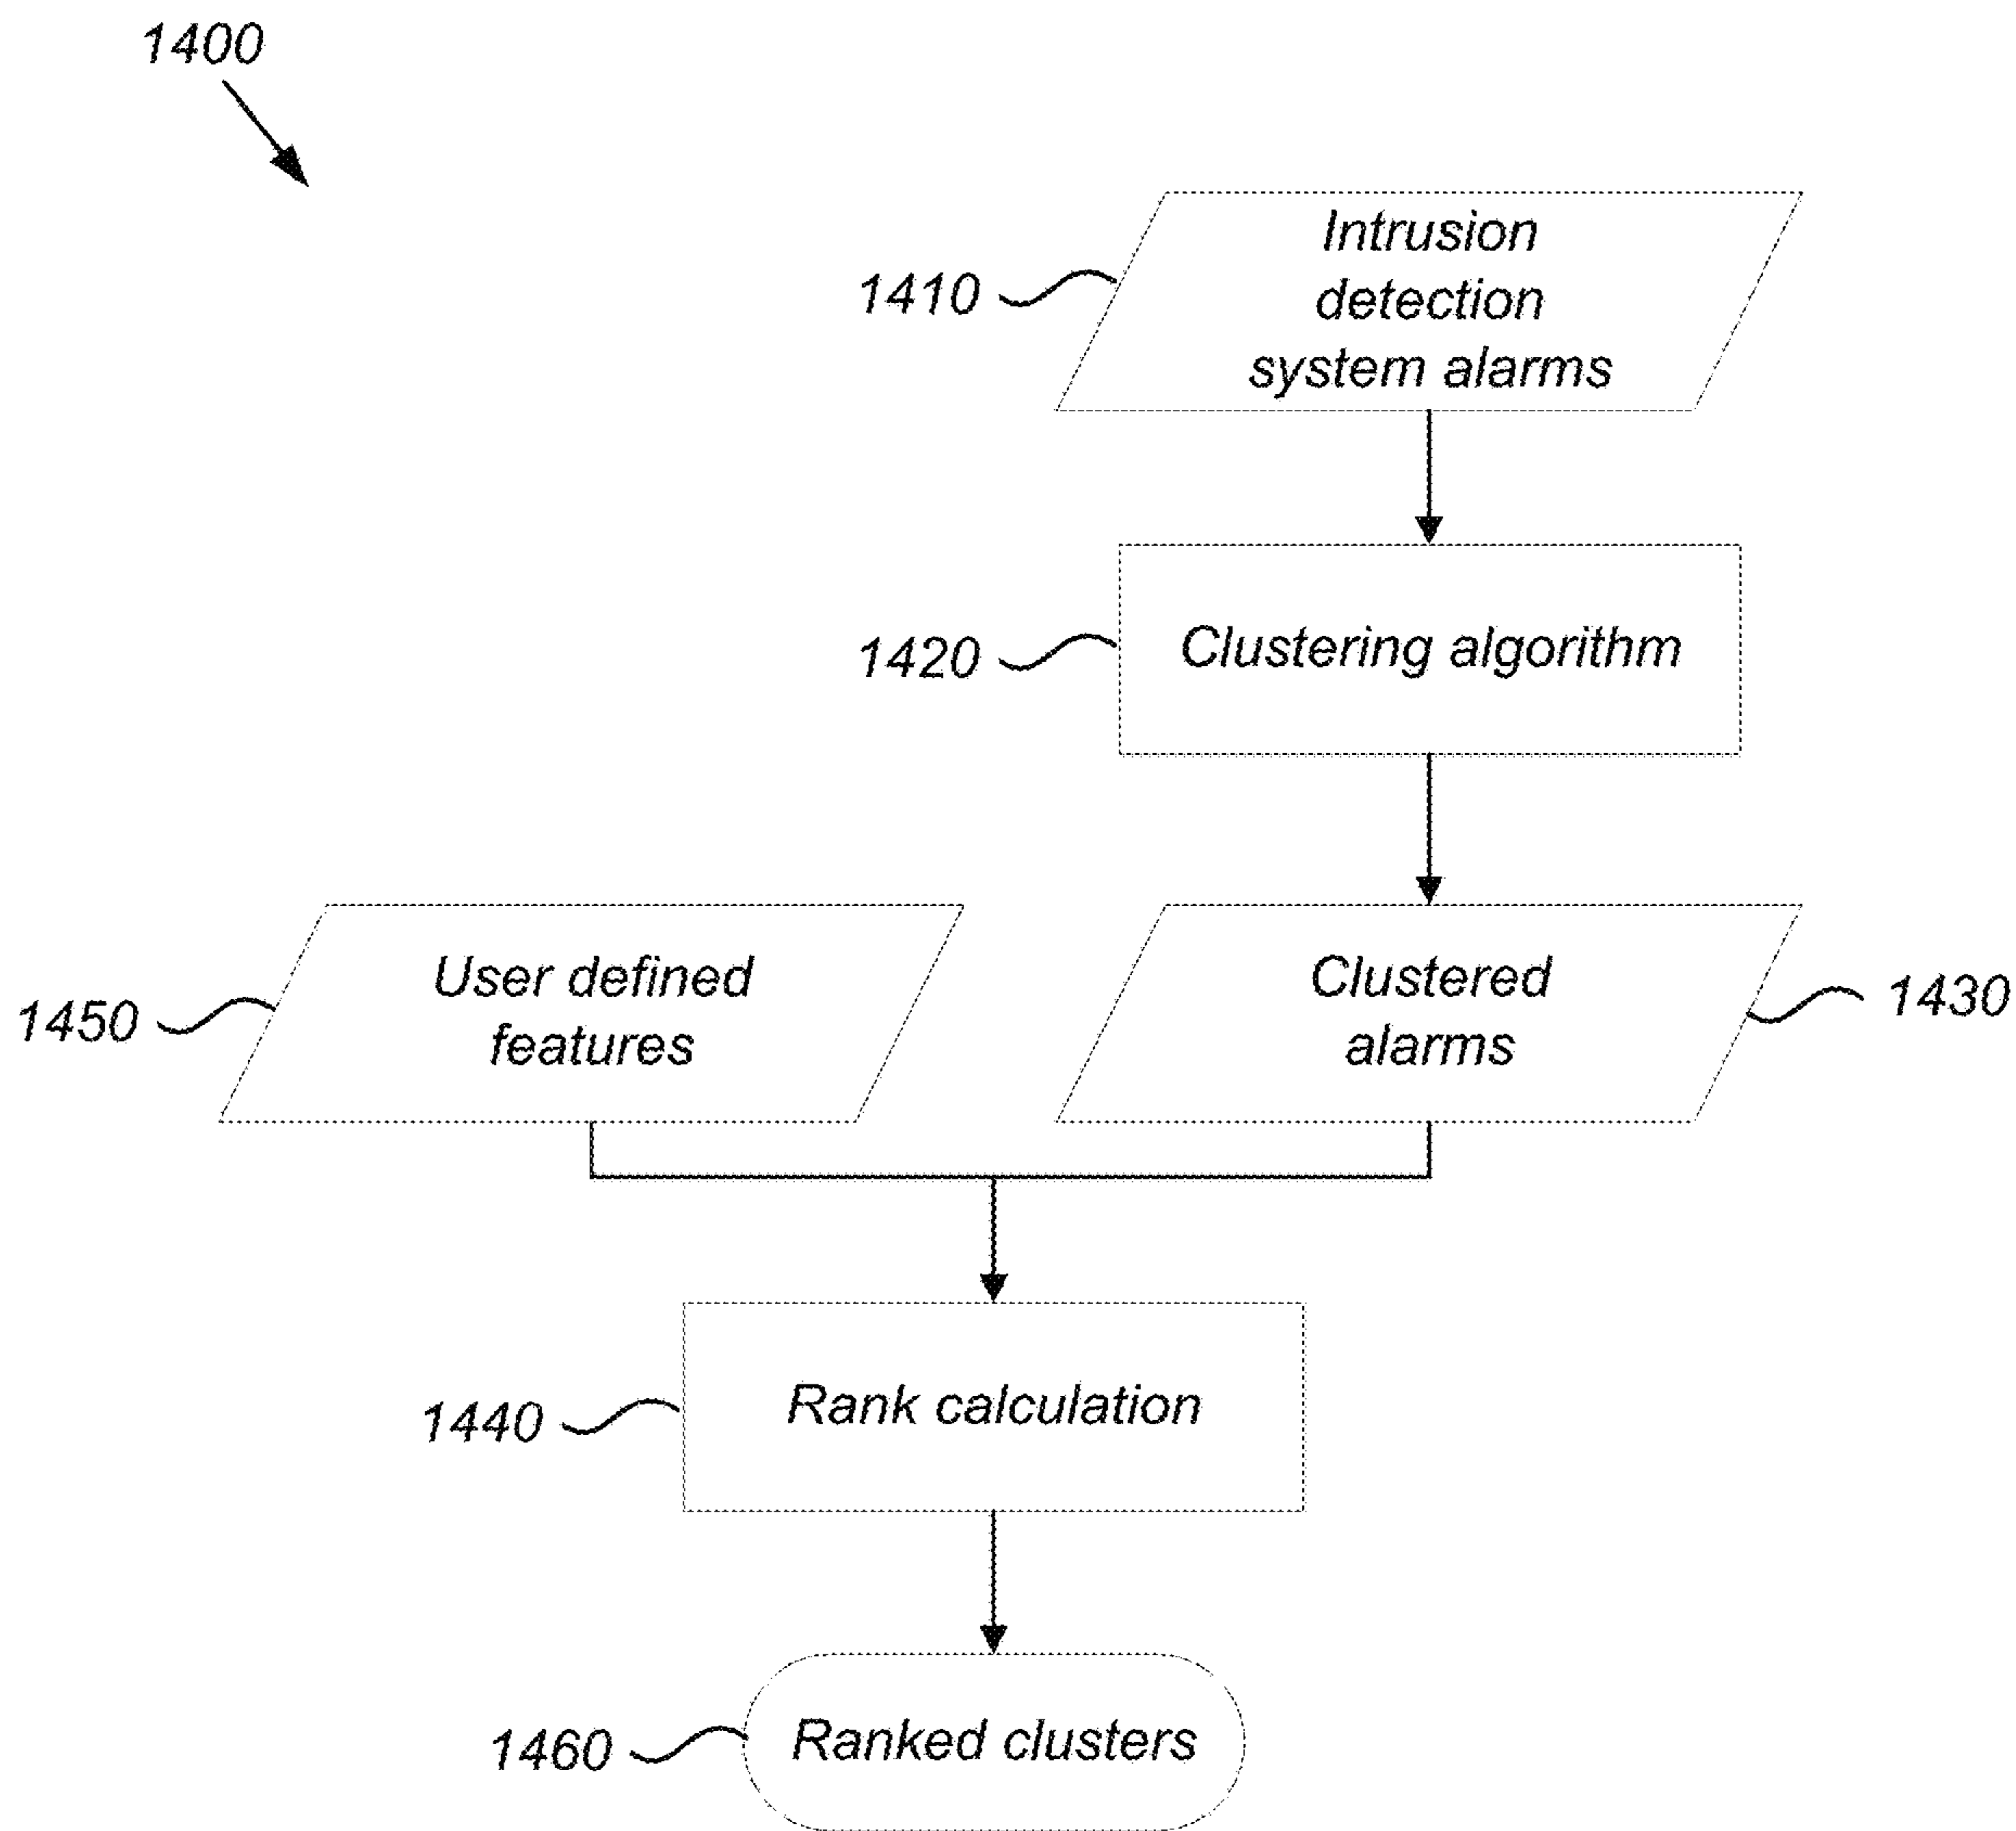 1400
Intrusion
detection
system alarms
1410
Clustering algorithm
1420
User defined
features
1450
Clustered
alarms
1430
Rank calculation
1440
Ranked clusters
1460